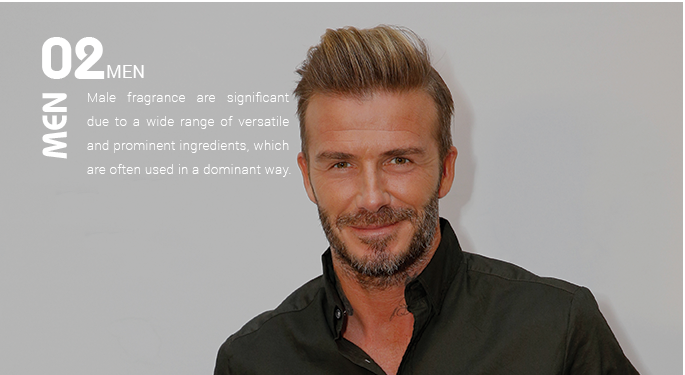 02 MEN
MEN
Male fragrance are significant
due to a wide range of versatile
and prominent ingredients, which
are often used in a dominant way.